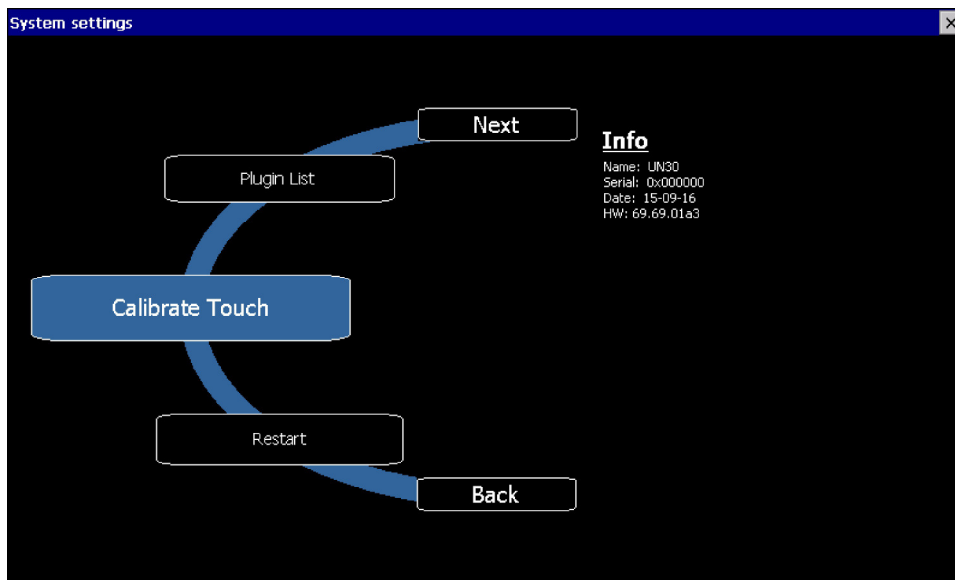 System settings
Next
Plugin List
Calibrate Touch
Restart
Back
Info
Name: UN30
Serial: 0x000000
Date: 15-09-16
HW: 69.69.01a3